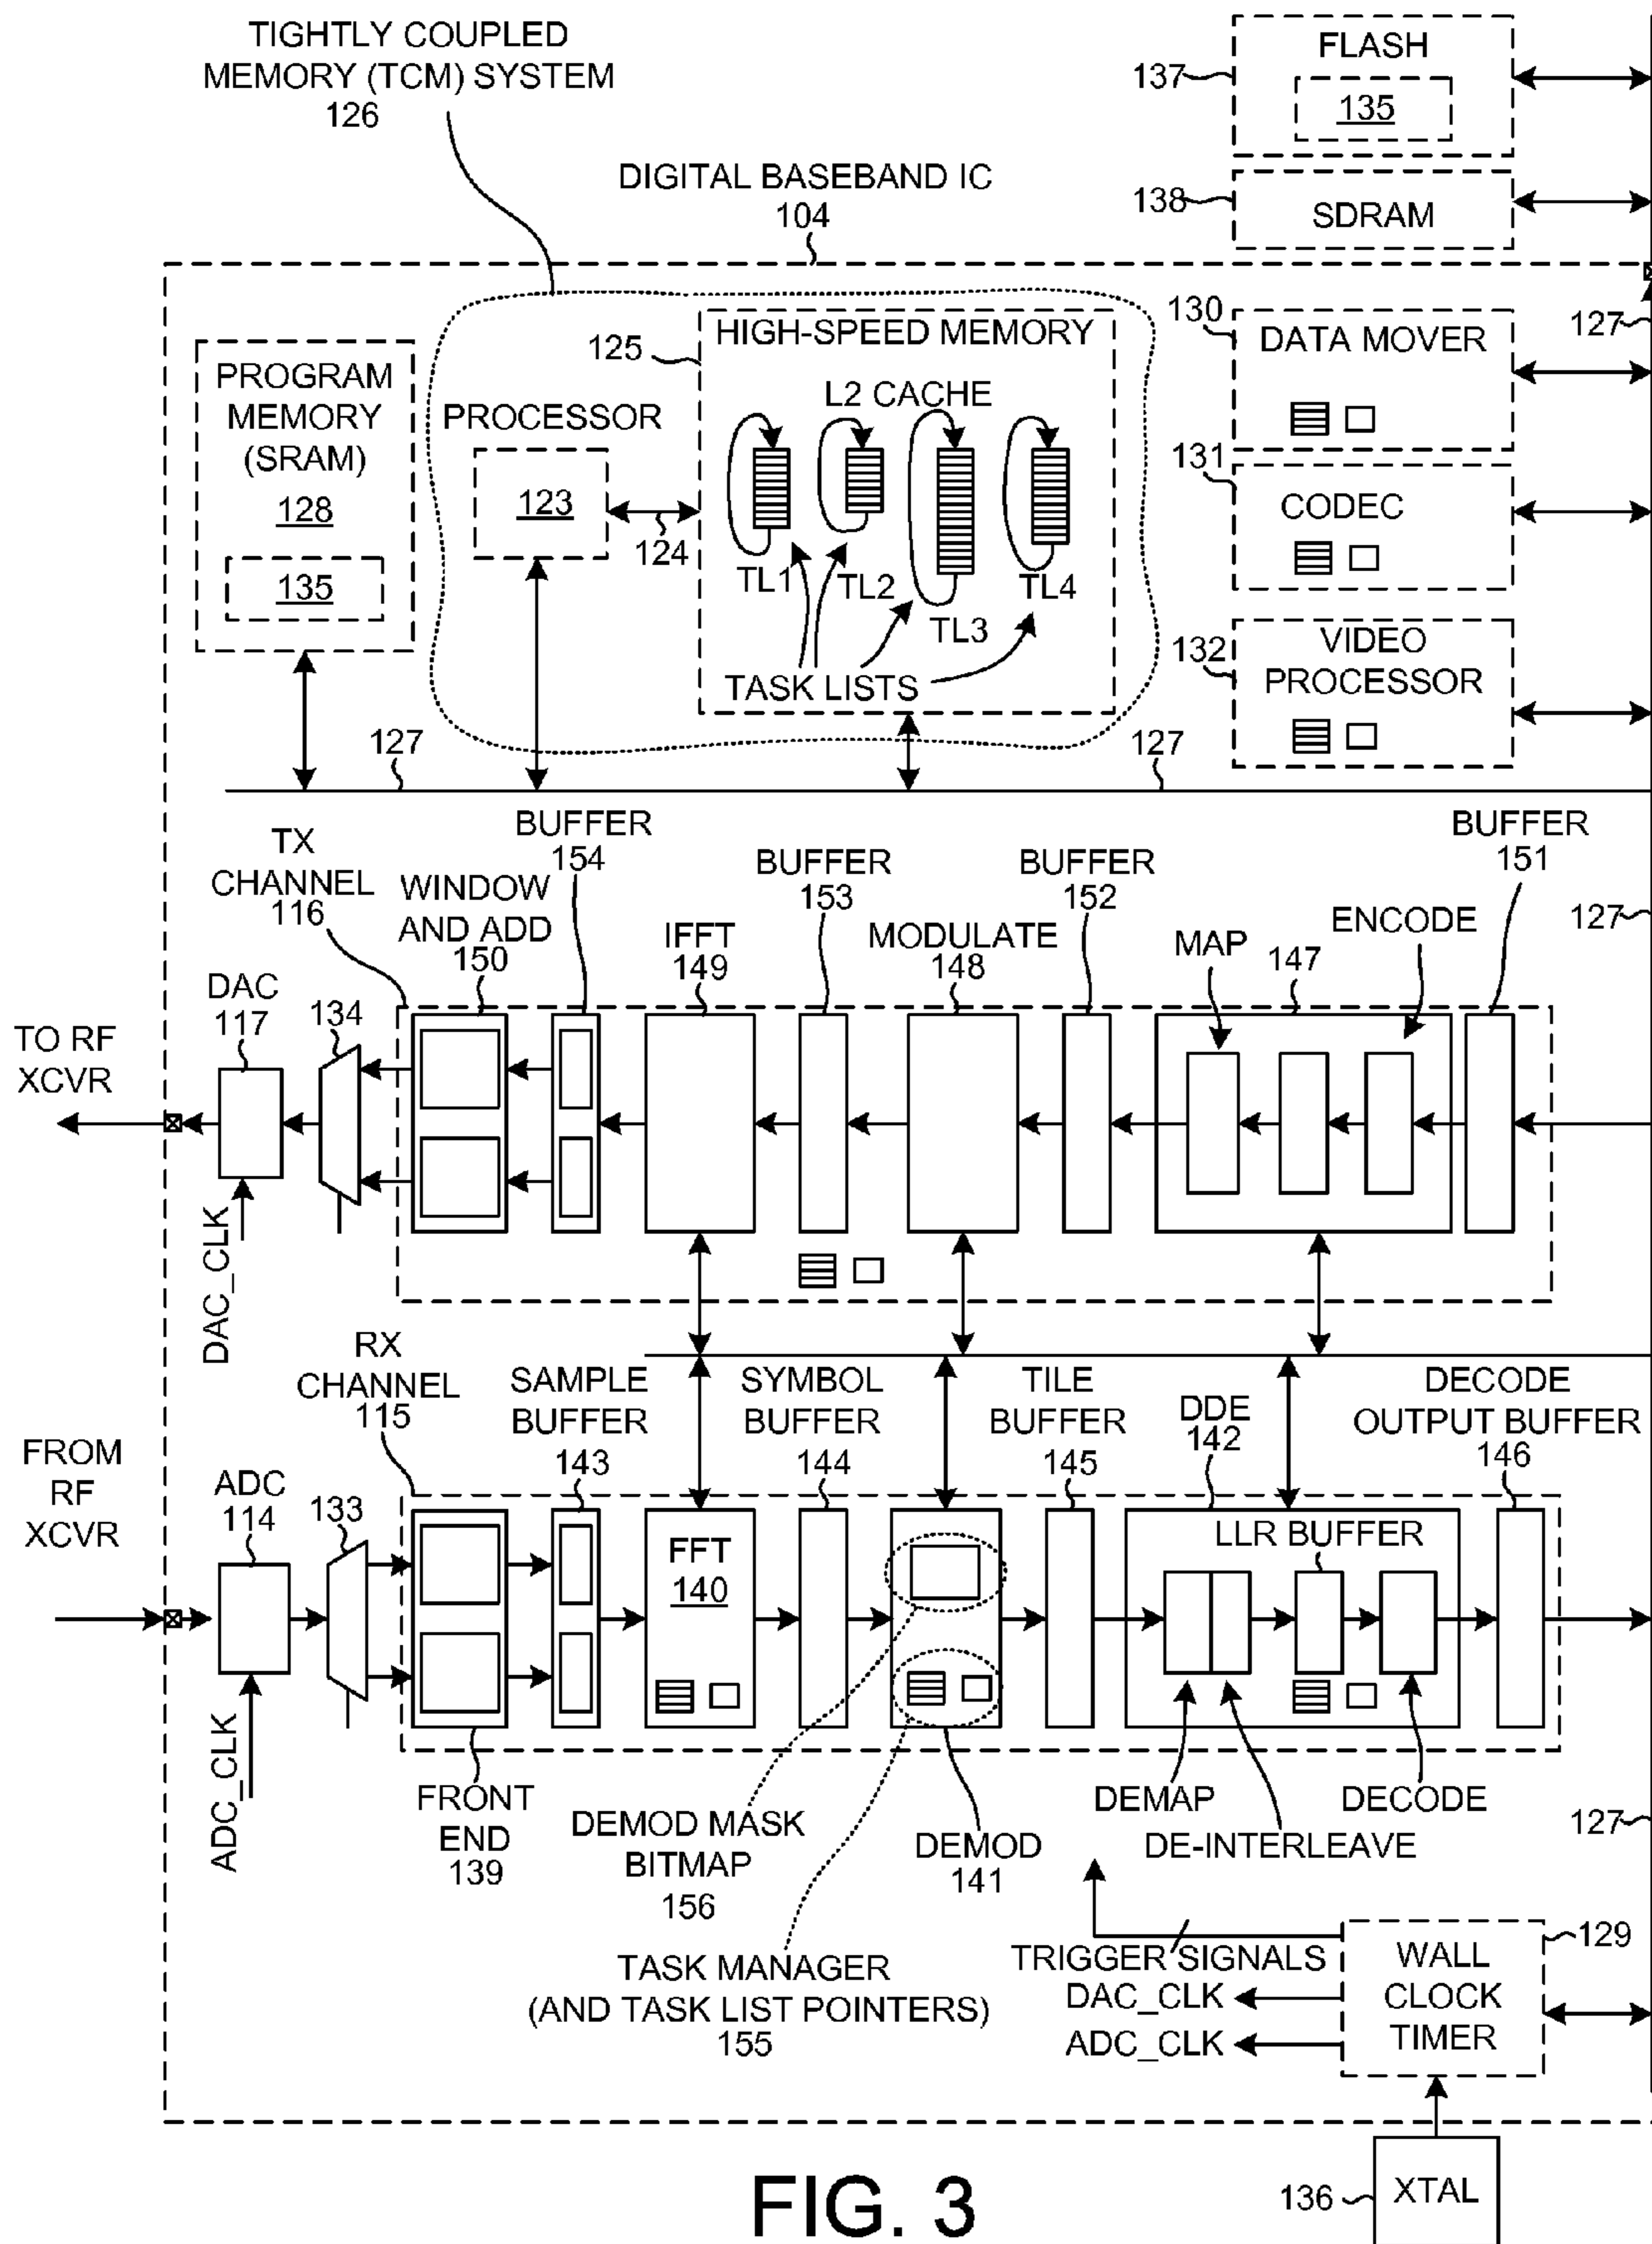 TIGHTLY COUPLED
MEMORY (TCM) SYSTEM
126
DIGITAL BASEBAND IC
104
137
FLASH
135
138
SDRAM
PROGRAM
MEMORY
(SRAM)
128
135
PROCESSOR
123
124
125
HIGH-SPEED MEMORY
L2 CACHE
TL1
TL2
TL3
TL4
TASK LISTS
130
DATA MOVER
131
CODEC
132
VIDEO
PROCESSOR
127
127
127
TX
CHANNEL
116
WINDOW
AND ADD
150
BUFFER
154
IFFT
149
BUFFER
153
MODULATE
148
BUFFER
152
MAP
147
ENCODE
BUFFER
151
127
TO RF
XCVR
DAC
117
134
DAC_CLK
RX
CHANNEL
115
SAMPLE
BUFFER
143
SYMBOL
BUFFER
144
TILE
BUFFER
145
DDE
142
DECODE
OUTPUT BUFFER
146
FROM
RF
XCVR
ADC
114
133
ADC_CLK
FFT
140
LLR BUFFER
FRONT
END
139
DEMOD MASK
BITMAP
156
DEMOD
141
DEMAP
DE-INTERLEAVE
DECODE
127
TASK MANAGER
(AND TASK LIST POINTERS)
155
TRIGGER SIGNALS
DAC_CLK
ADC_CLK
WALL
CLOCK
TIMER
129
136
XTAL
FIG. 3